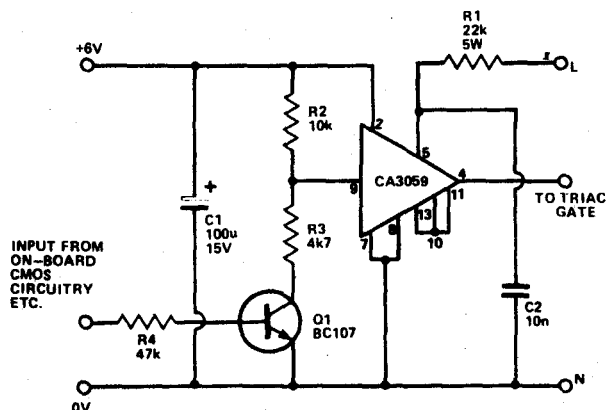 R1
22k
5W
+6V
L
R2
10k
2
5
9
CA3059
4
11
TO TRIAC
GATE
+
C1
100u
15V
R3
4k7
13
10
7
8
INPUT FROM
ON-BOARD
CMOS
CIRCUITRY
ETC.
Q1
BC107
C2
10n
R4
47k
0V
N